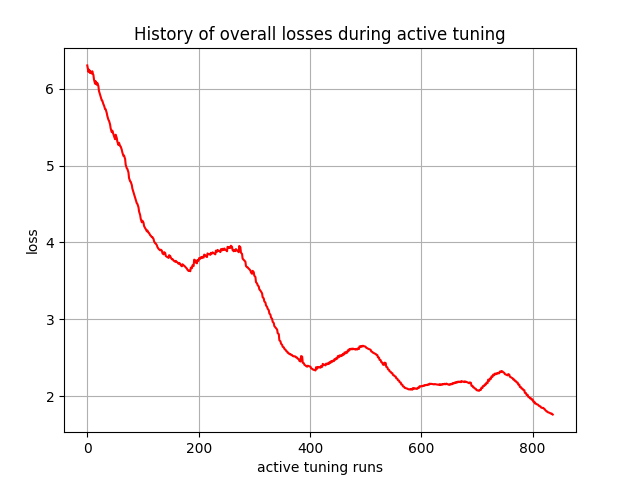 History of overall losses during active tuning
6
5
4
3
2
loss
0 200 400 600 800
active tuning runs